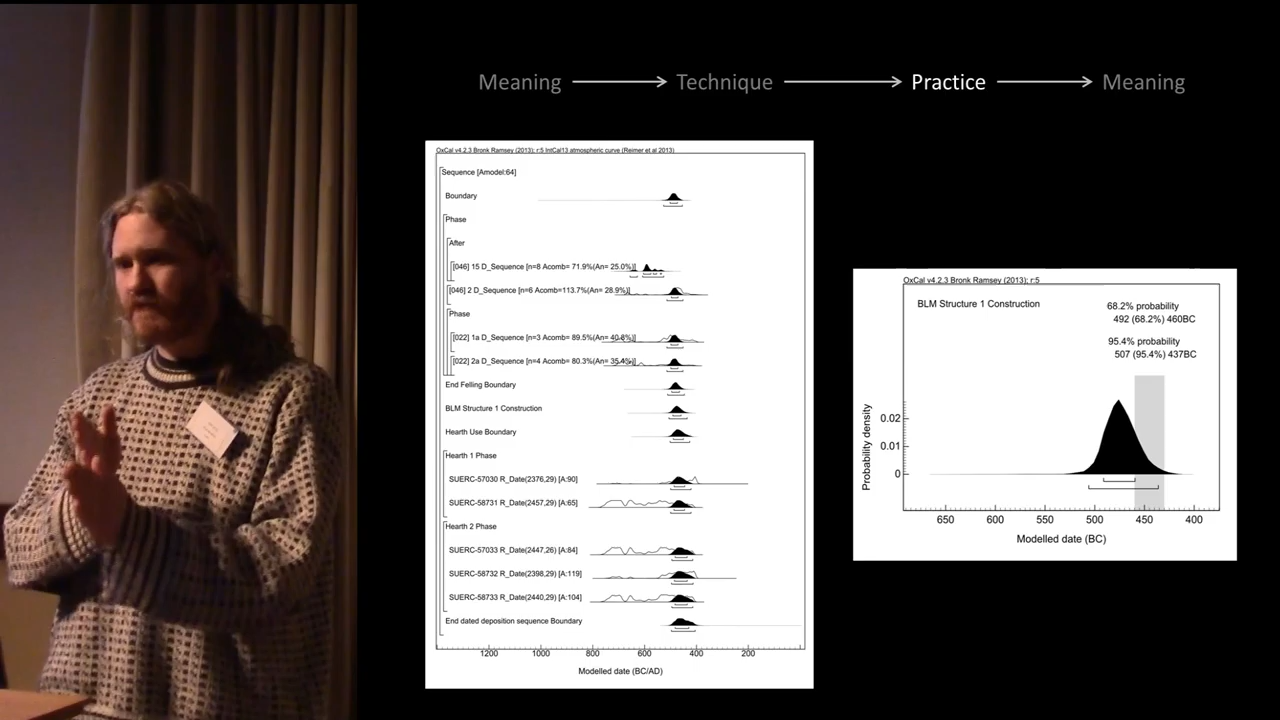 Meaning Technique Practice Meaning
OxCal v4.2.3 Bronk Ramsey (2013); r:5 IntCal13 atmospheric curve (Reimer et al 2013)
Sequence [Amodel:64]
Boundary
Phase
After
[046] 15 D_Sequence [n=8 Acomb= 71.9%(An= 25.0%)]
[046] 2 D_Sequence [n=6 Acomb=113.7%(An= 28.9%)]
Phase
[022] 1a D_Sequence [n=3 Acomb= 89.5%(An= 40.8%)]
[022] 2a D_Sequence [n=4 Acomb= 80.3%(An= 35.4%)]
End Felling Boundary
BLM Structure 1 Construction
Hearth Use Boundary
Hearth 1 Phase
SUERC-57030 R_Date(2376,29) [A:90]
SUERC-58731 R_Date(2457,29) [A:65]
Hearth 2 Phase
SUERC-57033 R_Date(2447,26) [A:84]
SUERC-58732 R_Date(2398,29) [A:119]
SUERC-58733 R_Date(2440,29) [A:104]
End dated deposition sequence Boundary
1200 1000 800 600 400 200
Modelled date (BC/AD)
OxCal v4.2.3 Bronk Ramsey (2013); r:5
BLM Structure 1 Construction
68.2% probability
492 (68.2%) 460BC
95.4% probability
507 (95.4%) 437BC
Probability density
0.02
0.01
0
650 600 550 500 450 400
Modelled date (BC)